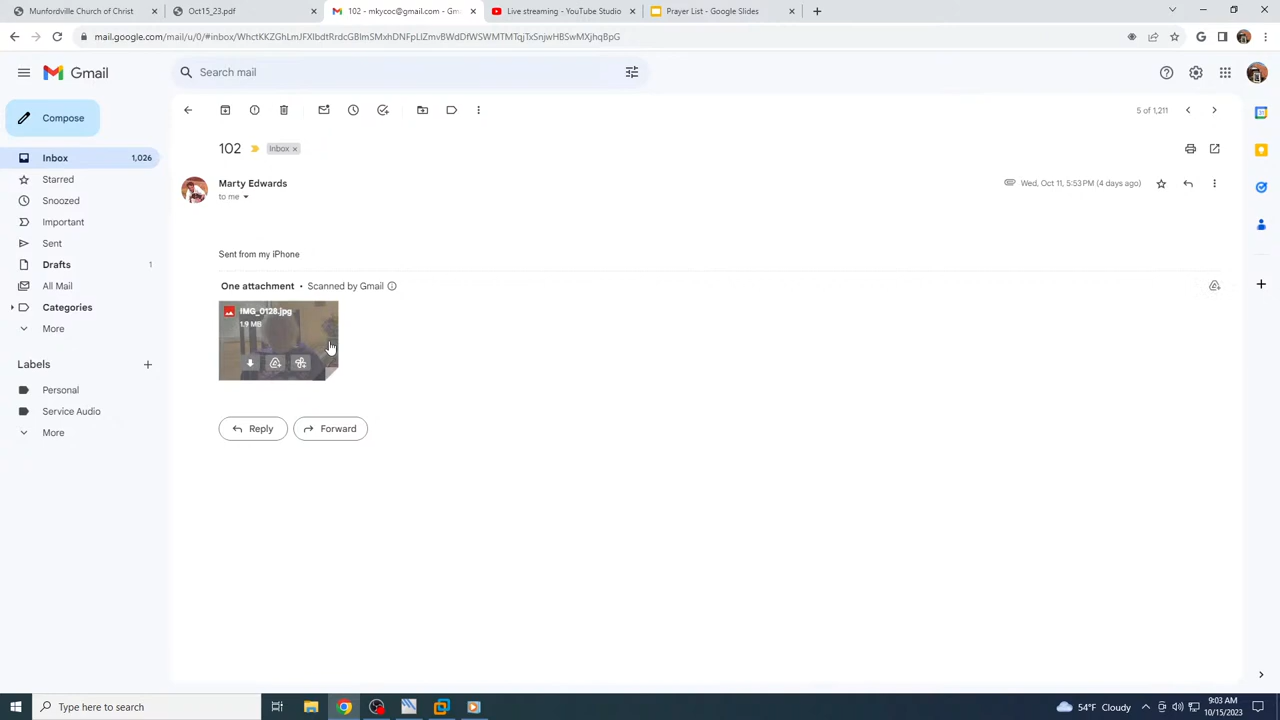 Munfordville Church of Christ
Oct15_23.pdf
102 - mkycoc@gmail.com - Gm
Live streaming - YouTube Studio
Prayer List - Google Slides
mail.google.com/mail/u/0/#inbox/
Gmail
Search mail
Compose
5 of 1,211
102
Inbox ×
Inbox 1,026
Starred
Snoozed
Important
Sent
Drafts 1
All Mail
Categories
More
Labels
Personal
Service Audio
More
Marty Edwards
to me
Wed, Oct 11, 5:53 PM (4 days ago)
Sent from my iPhone
One attachment • Scanned by Gmail
IMG_0128.jpg
1.9 MB
Reply
Forward
Type here to search
54°F Cloudy
9:03 AM
10/15/2023